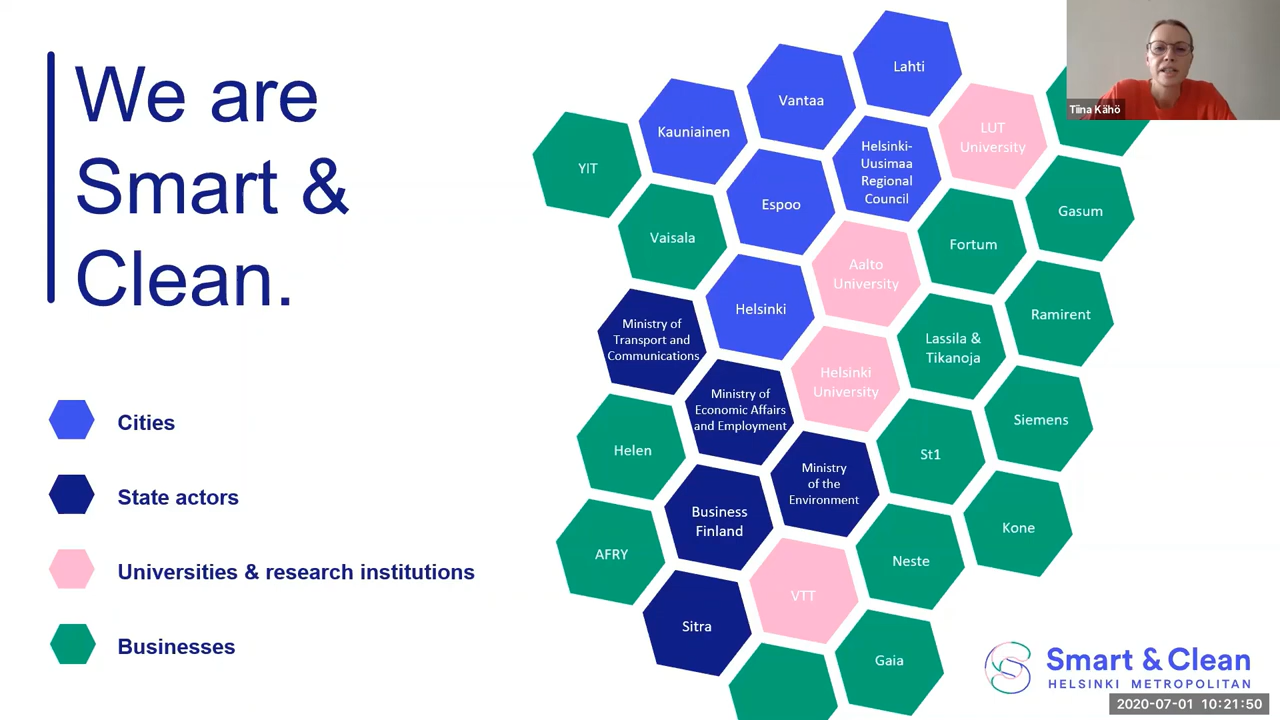 We are
Smart &
Clean.
Cities
State actors
Universities & research institutions
Businesses
Lahti
Vantaa
Kauniainen
YIT
LUT
University
Helsinki-
Uusimaa
Regional
Council
Espoo
Gasum
Vaisala
Fortum
Aalto
University
Helsinki
Ramirent
Ministry of
Transport and
Communications
Lassila &
Tikanoja
Helsinki
University
Ministry of
Economic Affairs
and Employment
Siemens
Helen
St1
Ministry
of the
Environment
Business
Finland
Kone
AFRY
Neste
VTT
Sitra
Gaia
Tiina Kähö
Smart & Clean
HELSINKI METROPOLITAN
2020-07-01 10:21:50